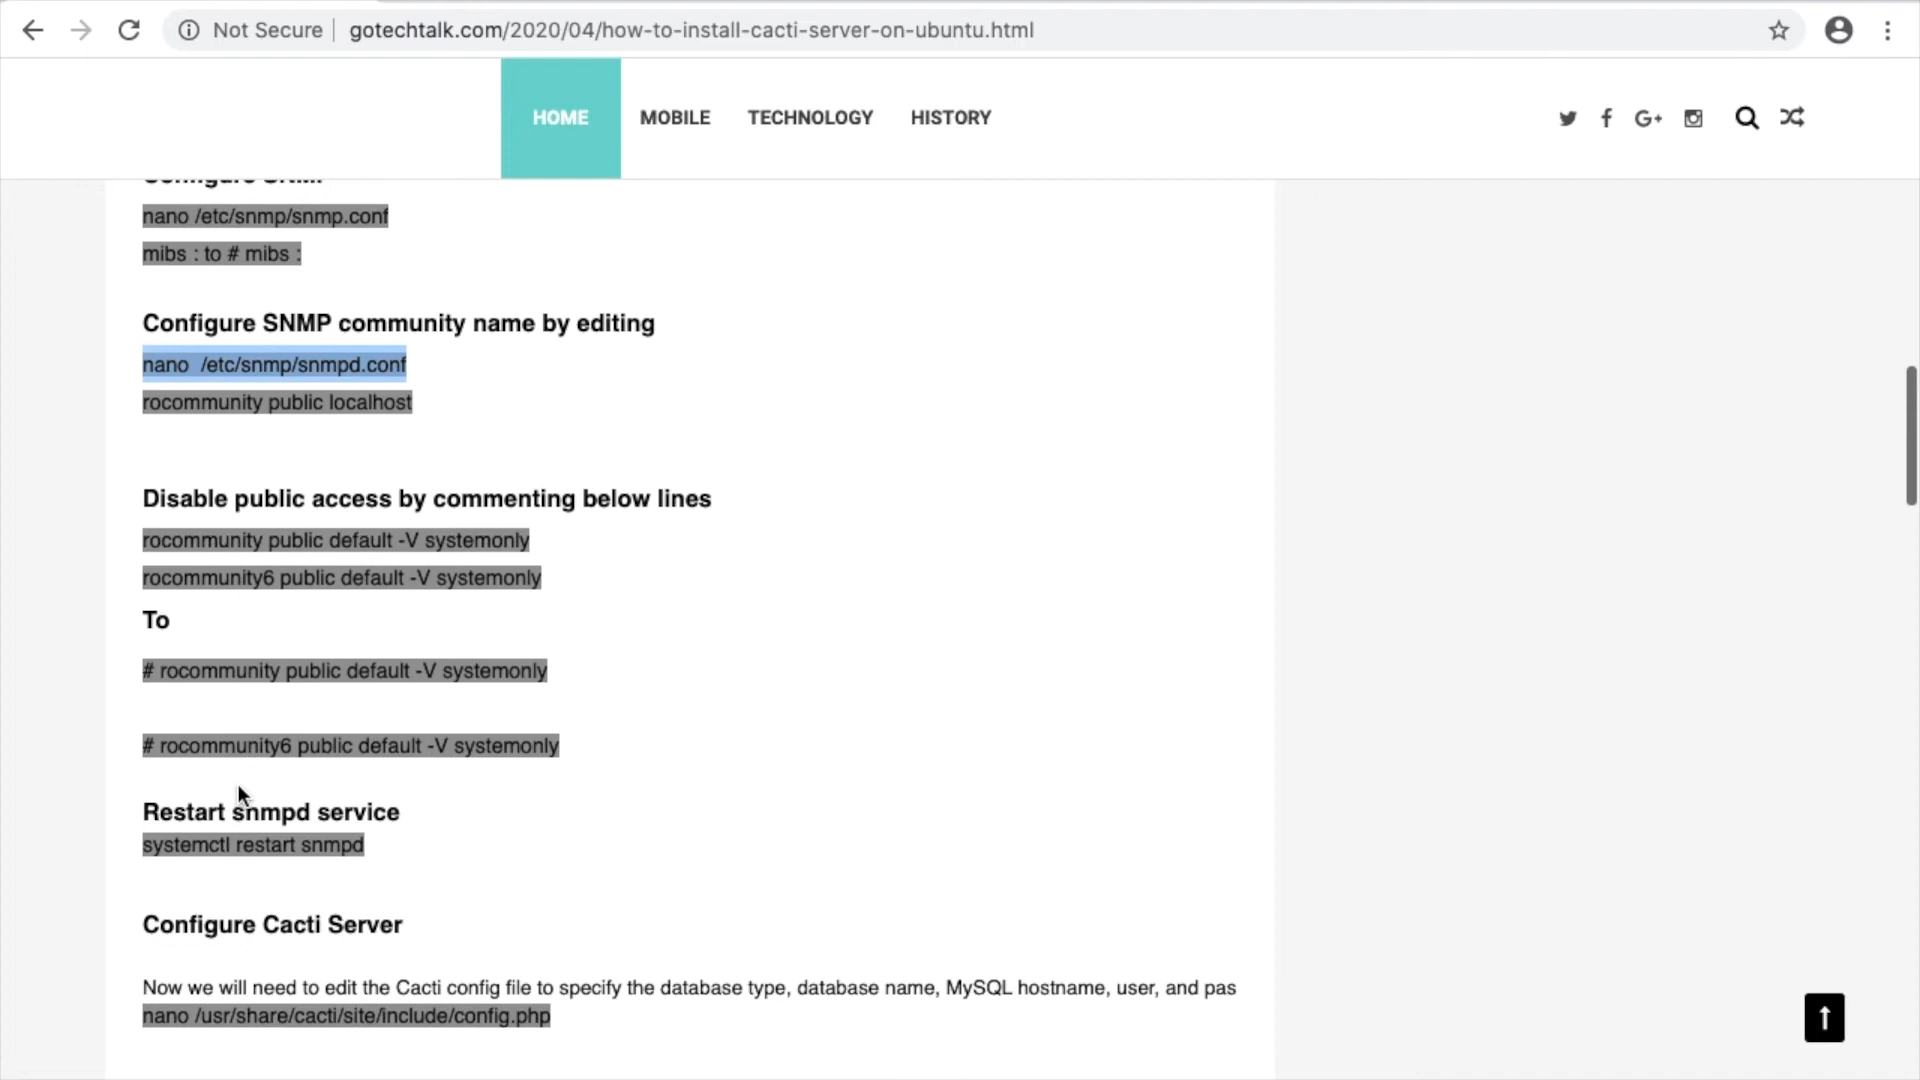 Not Secure
gotechtalk.com/2020/04/how-to-install-cacti-server-on-ubuntu.html
HOME MOBILE TECHNOLOGY HISTORY
Configure SNMP
nano /etc/snmp/snmp.conf
mibs : to # mibs :
Configure SNMP community name by editing
nano  /etc/snmp/snmpd.conf
rocommunity public localhost
Disable public access by commenting below lines
rocommunity public default -V systemonly
rocommunity6 public default -V systemonly
To
# rocommunity public default -V systemonly
# rocommunity6 public default -V systemonly
Restart snmpd service
systemctl restart snmpd
Configure Cacti Server
Now we will need to edit the Cacti config file to specify the database type, database name, MySQL hostname, user, and pas
nano /usr/share/cacti/site/include/config.php